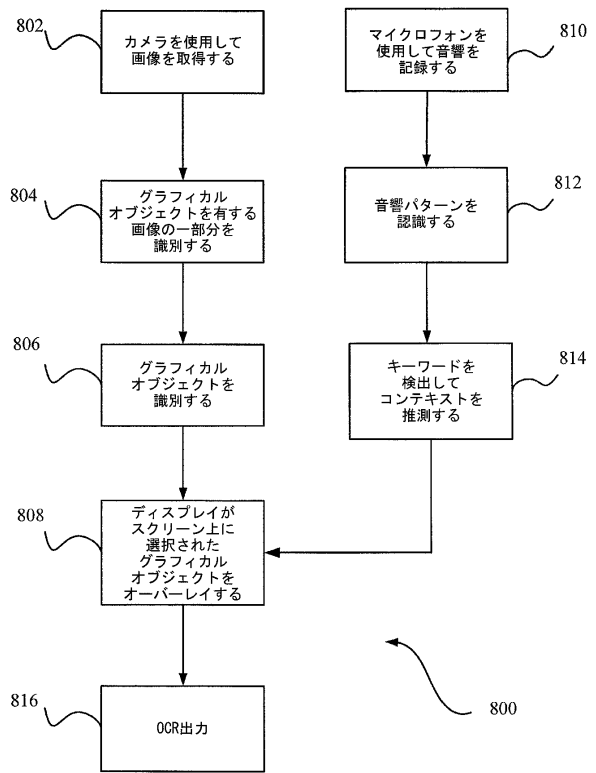 802
カメラを使用して
画像を取得する
804
グラフィカル
オブジェクトを有する
画像の一部分を
識別する
806
グラフィカル
オブジェクトを
識別する
808
ディスプレイが
スクリーン上に
選択された
グラフィカル
オブジェクトを
オーバーレイする
816
OCR出力
810
マイクロフォンを
使用して音響を
記録する
812
音響パターンを
認識する
814
キーワードを
検出して
コンテキストを
推測する
800